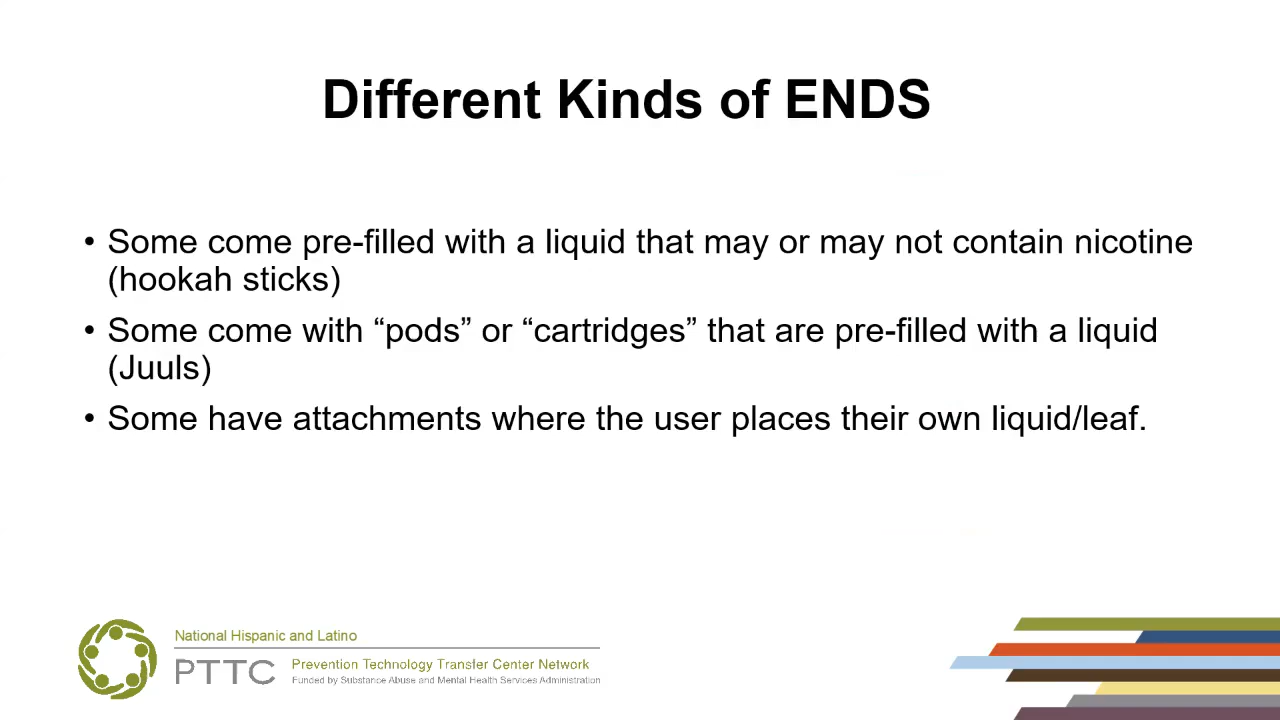 Different Kinds of ENDS
• Some come pre-filled with a liquid that may or may not contain nicotine
(hookah sticks)
• Some come with “pods” or “cartridges” that are pre-filled with a liquid
(Juuls)
• Some have attachments where the user places their own liquid/leaf.
National Hispanic and Latino
PTTC Prevention Technology Transfer Center Network
Funded by Substance Abuse and Mental Health Services Administration